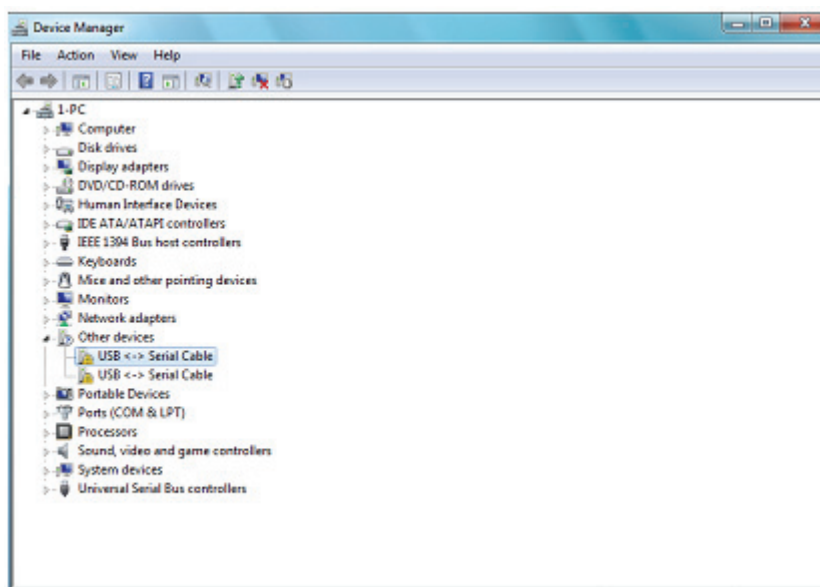 Device Manager
File Action View Help
1-PC
Computer
Disk drives
Display adapters
DVD/CD-ROM drives
Human Interface Devices
IDE ATA/ATAPI controllers
IEEE 1394 Bus host controllers
Keyboards
Mice and other pointing devices
Monitors
Network adapters
Other devices
USB <-> Serial Cable
USB <-> Serial Cable
Portable Devices
Ports (COM & LPT)
Processors
Sound, video and game controllers
System devices
Universal Serial Bus controllers